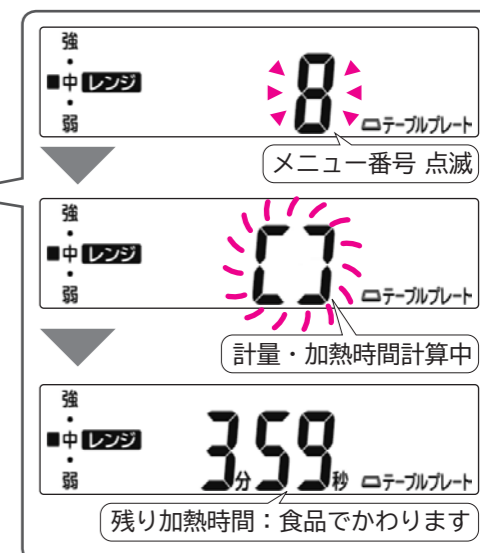 強
・
■中 レンジ
・
弱
8
テーブルプレート
メニュー番号 点滅
強
・
■中 レンジ
・
弱
テーブルプレート
計量・加熱時間計算中
強
・
■中 レンジ
・
弱
3分59秒
テーブルプレート
残り加熱時間：食品でかわります